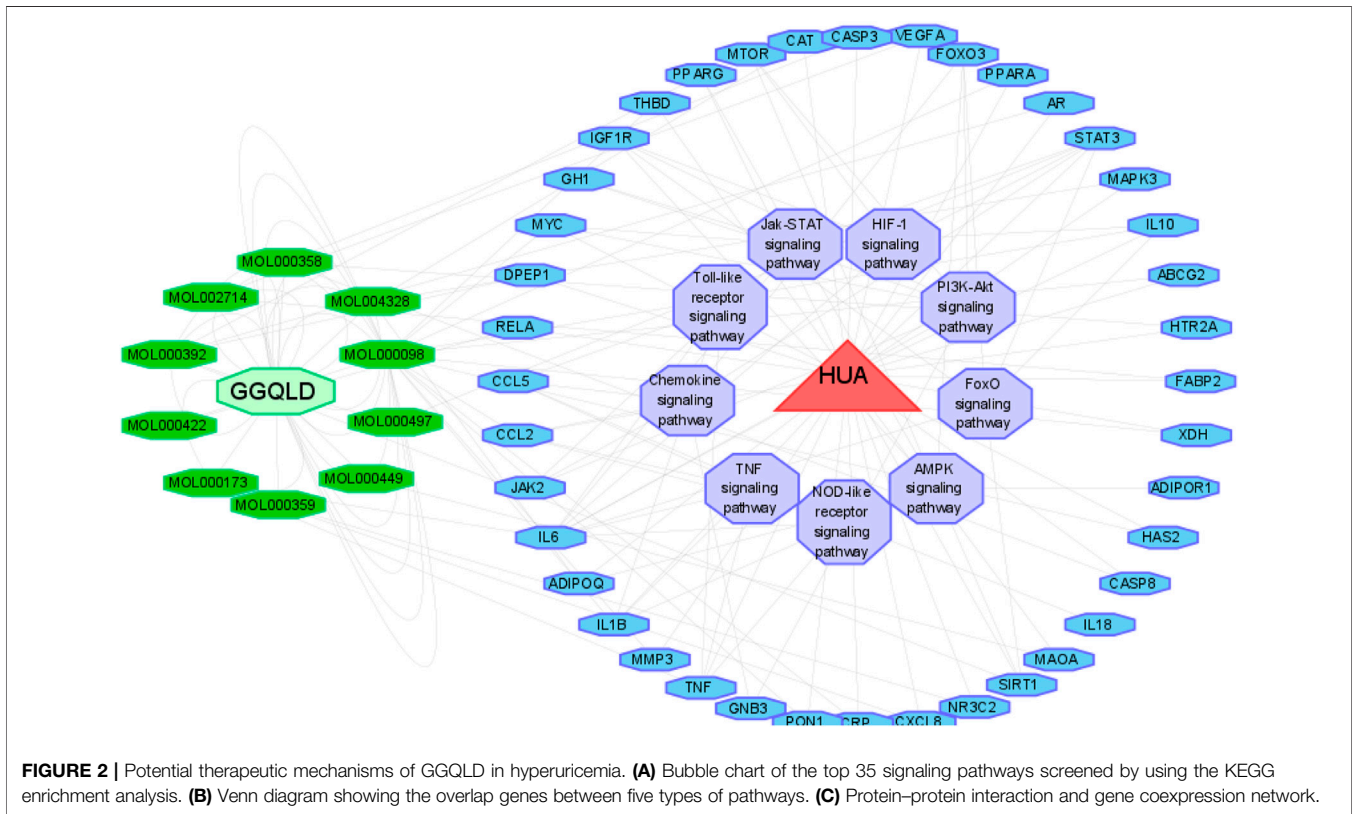 CAT
CASP3
VEGFA
MTOR
FOXO3
PPARG
PPARA
THBD
AR
IGF1R
STAT3
GH1
MAPK3
MYC
IL10
DPEP1
ABCG2
RELA
HTR2A
CCL5
FABP2
CCL2
XDH
JAK2
ADIPOR1
IL6
HAS2
ADIPOQ
CASP8
IL1B
IL18
MMP3
MAOA
TNF
SIRT1
GNB3
NR3C2
PON1
CRP
CXCL8
Jak-STAT
signaling
pathway
HIF-1
signaling
pathway
Toll-like
receptor
signaling
pathway
PI3K-Akt
signaling
pathway
Chemokine
signaling
pathway
HUA
FoxO
signaling
pathway
TNF
signaling
pathway
NOD-like
receptor
signaling
pathway
AMPK
signaling
pathway
MOL000358
MOL002714
MOL004328
MOL000392
MOL000098
GGQLD
MOL000422
MOL000497
MOL000173
MOL000449
MOL000359
FIGURE 2 | Potential therapeutic mechanisms of GGQLD in hyperuricemia. (A) Bubble chart of the top 35 signaling pathways screened by using the KEGG
enrichment analysis. (B) Venn diagram showing the overlap genes between five types of pathways. (C) Protein–protein interaction and gene coexpression network.